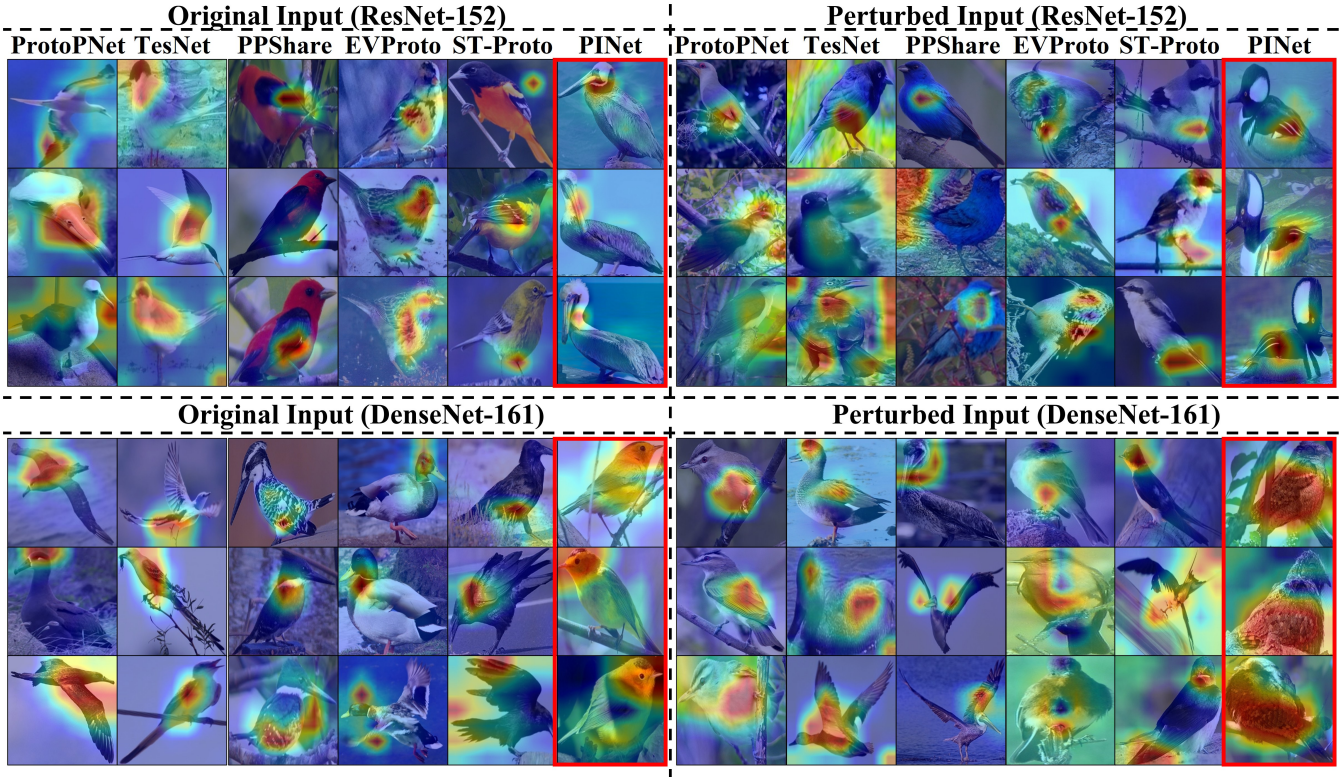 Original Input (ResNet-152)
Perturbed Input (ResNet-152)
ProtoPNet TesNet PPShare EVProto ST-Proto PINet
ProtoPNet TesNet PPShare EVProto ST-Proto PINet
Original Input (DenseNet-161)
Perturbed Input (DenseNet-161)